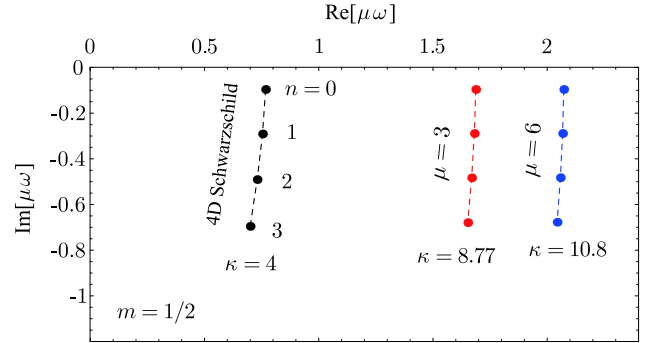 Re[μω]
0 0.5 1 1.5 2
Im[μω]
0
-0.2
-0.4
-0.6
-0.8
-1
4D Schwarzschild
n = 0
1
2
3
κ = 4
μ = 3
κ = 8.77
μ = 6
κ = 10.8
m = 1/2